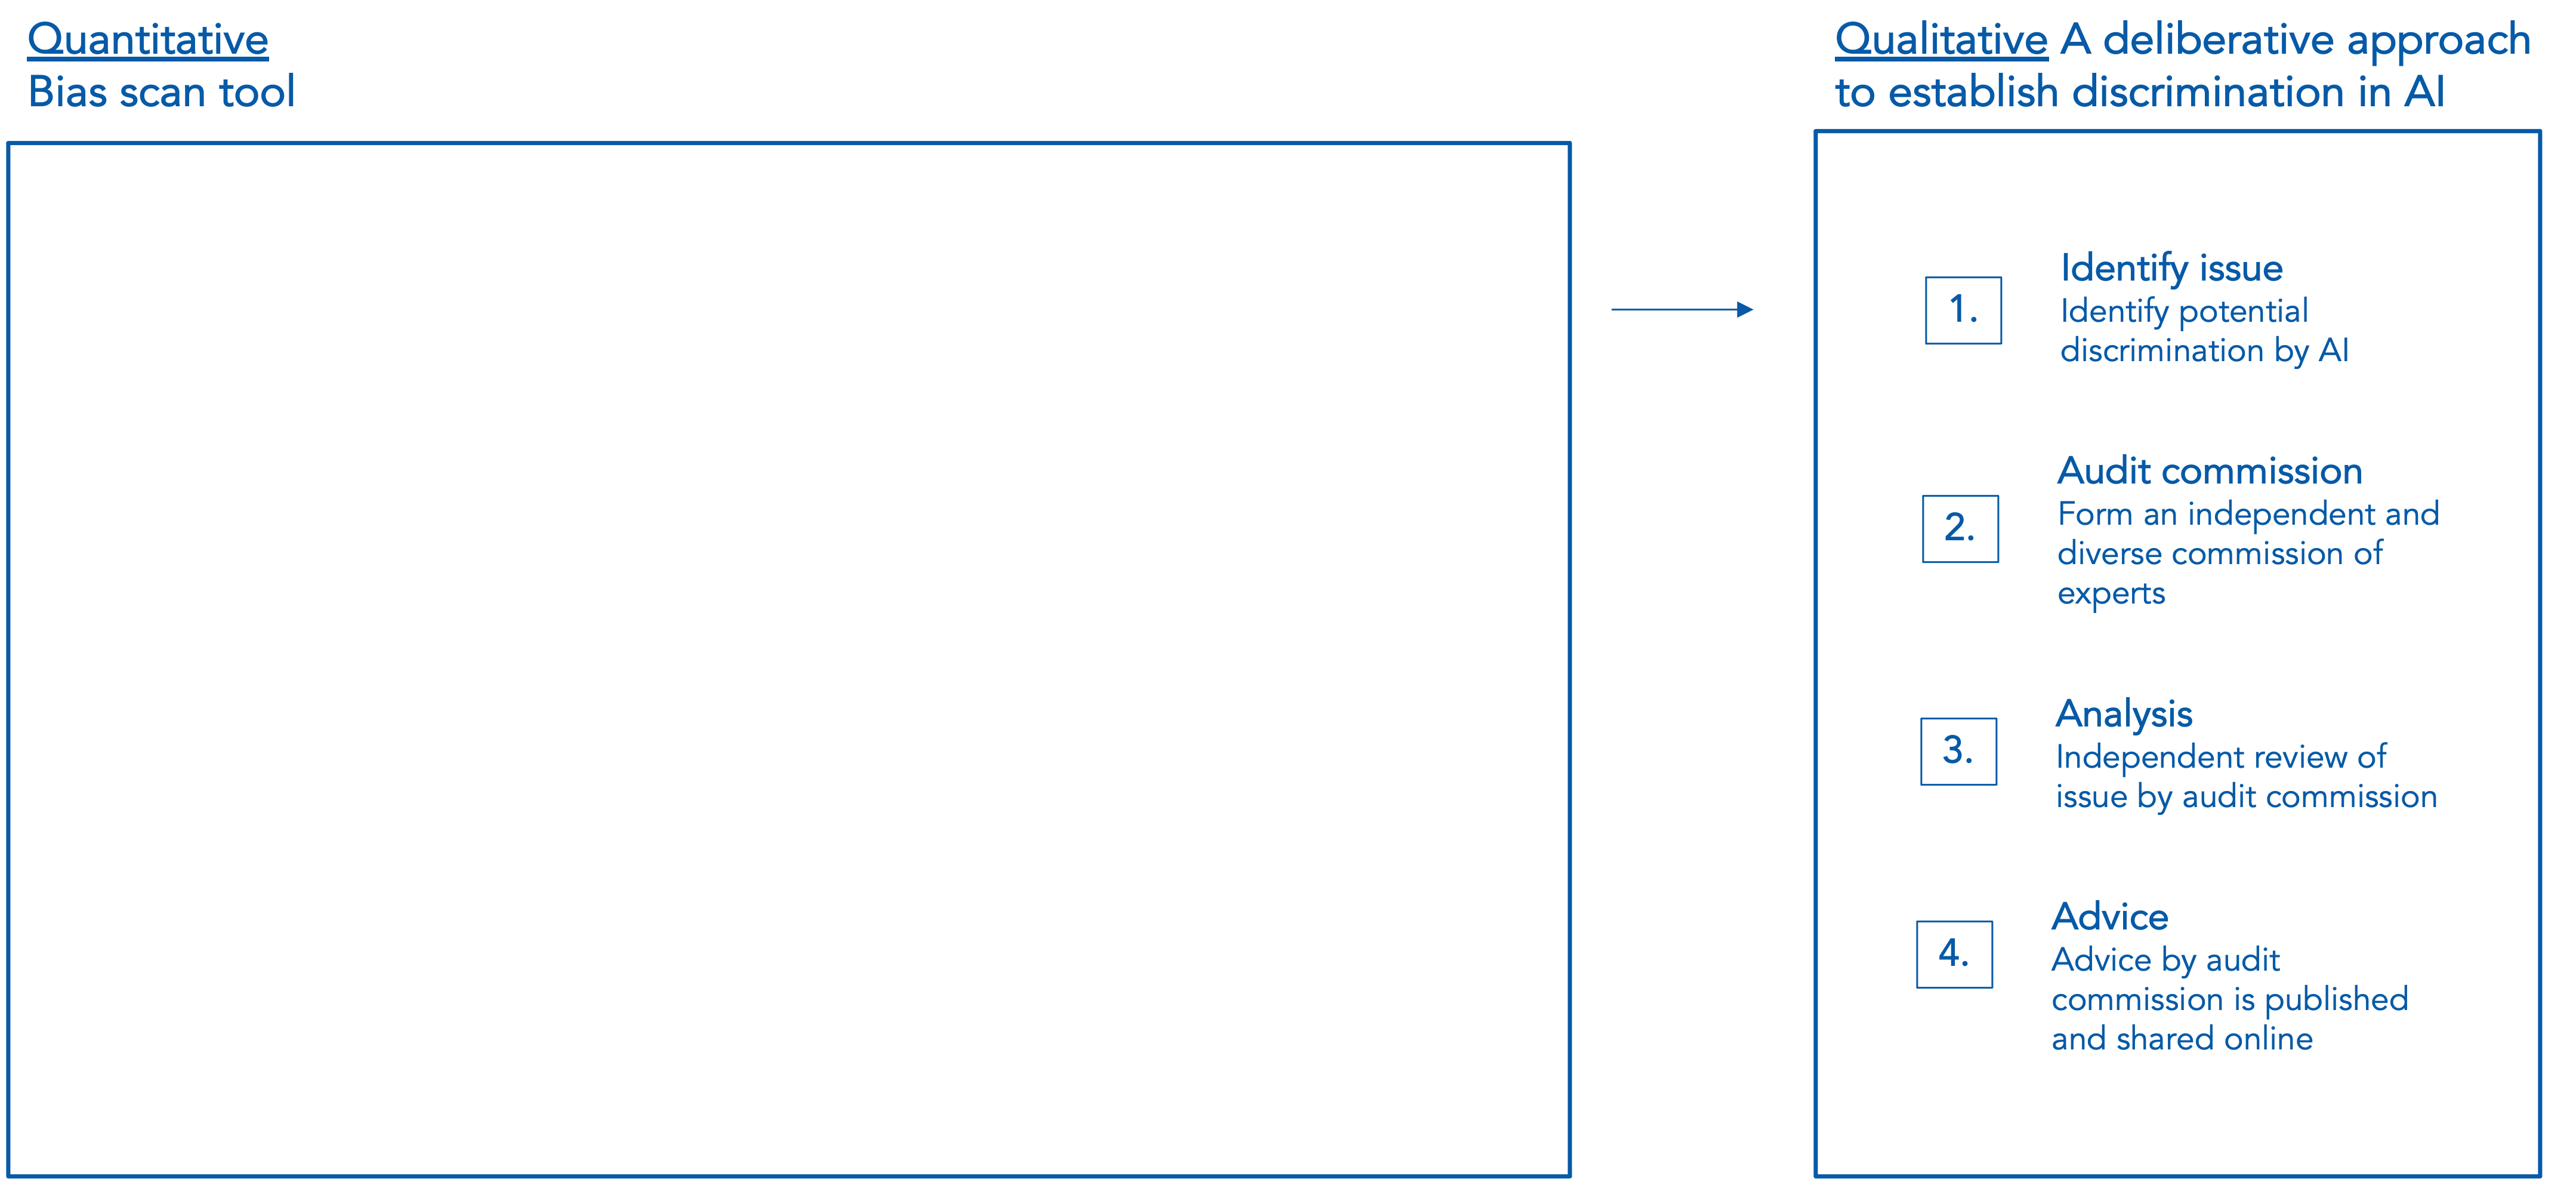 Quantitative
Bias scan tool
Qualitative A deliberative approach
to establish discrimination in AI
1.
Identify issue
Identify potential
discrimination by AI
2.
Audit commission
Form an independent and
diverse commission of
experts
3.
Analysis
Independent review of
issue by audit commission
4.
Advice
Advice by audit
commission is published
and shared online